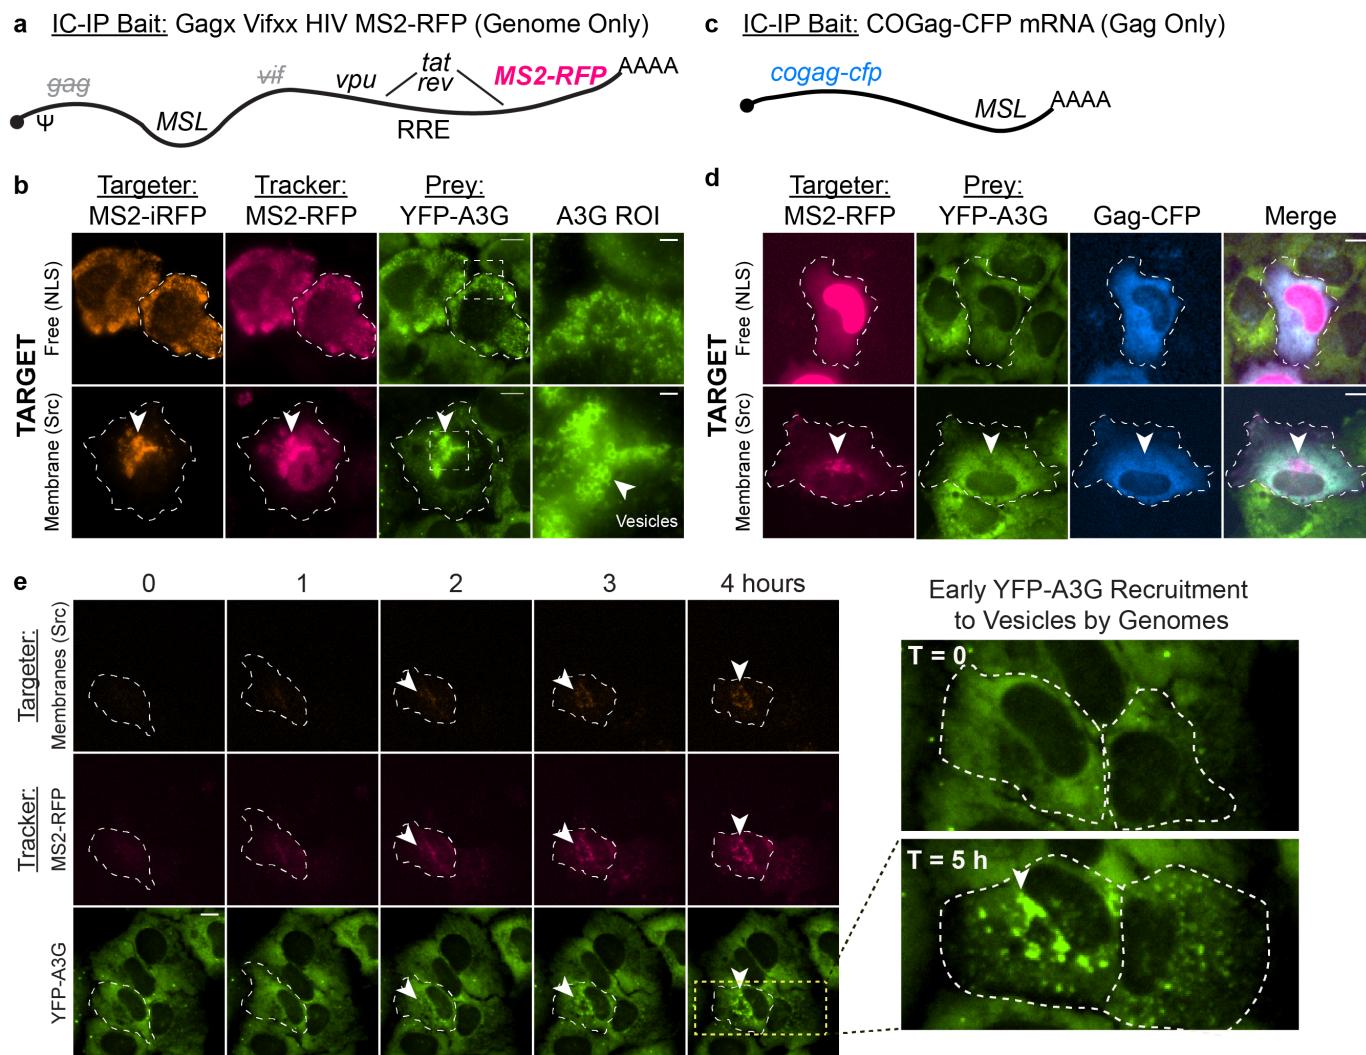 a IC-IP Bait: Gagx Vifxx HIV MS2-RFP (Genome Only)
gag
Ψ
MSL
vif
vpu
tat
rev
RRE
MS2-RFP
AAAA
c IC-IP Bait: COGag-CFP mRNA (Gag Only)
cogag-cfp
MSL
AAAA
b
Targeter: Tracker: Prey:
MS2-iRFP MS2-RFP YFP-A3G A3G ROI
TARGET
Free (NLS)
Membrane (Src)
Vesicles
d
Targeter: Prey:
MS2-RFP YFP-A3G Gag-CFP Merge
TARGET
Free (NLS)
Membrane (Src)
e
0 1 2 3 4 hours
Targeter:
Membranes (Src)
Tracker:
MS2-RFP
YFP-A3G
Early YFP-A3G Recruitment
to Vesicles by Genomes
T = 0
T = 5 h